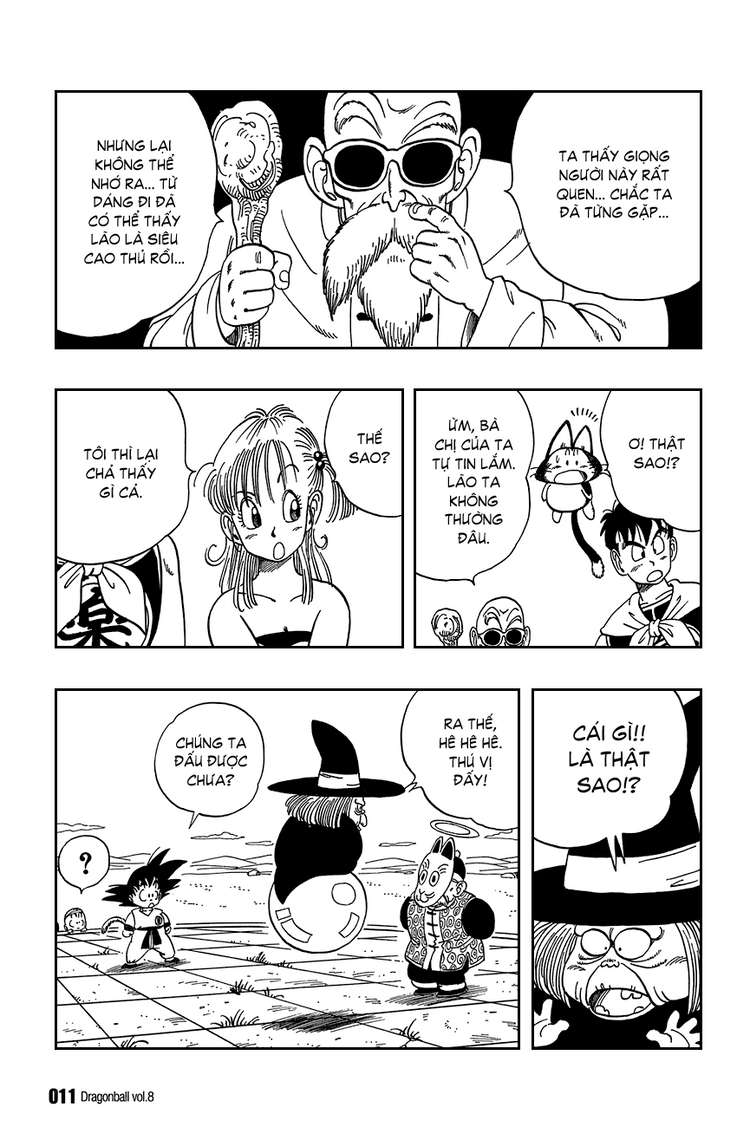 TA THẤY GIỌNG
NGƯỜI NÀY RẤT
QUEN... CHẮC TA
ĐÃ TỪNG GẶP...
NHƯNG LẠI
KHÔNG THỂ
NHỚ RA... TỪ
DÁNG ĐI ĐÃ
CÓ THỂ THẤY
LÃO LÀ SIÊU
CAO THỦ RỒI...
Ơ! THẬT
SAO!?
ỪM, BÀ
CHỊ CỦA TA
TỰ TIN LẮM.
LÃO TA
KHÔNG
THƯỜNG
ĐÂU.
THẾ
SAO?
TÔI THÌ LẠI
CHẢ THẤY
GÌ CẢ.
CÁI GÌ!!
LÀ THẬT
SAO!?
RA THẾ,
HÊ HÊ HÊ.
THÚ VỊ
ĐẤY!
CHÚNG TA
ĐẤU ĐƯỢC
CHƯA?
?
011 Dragonball vol.8